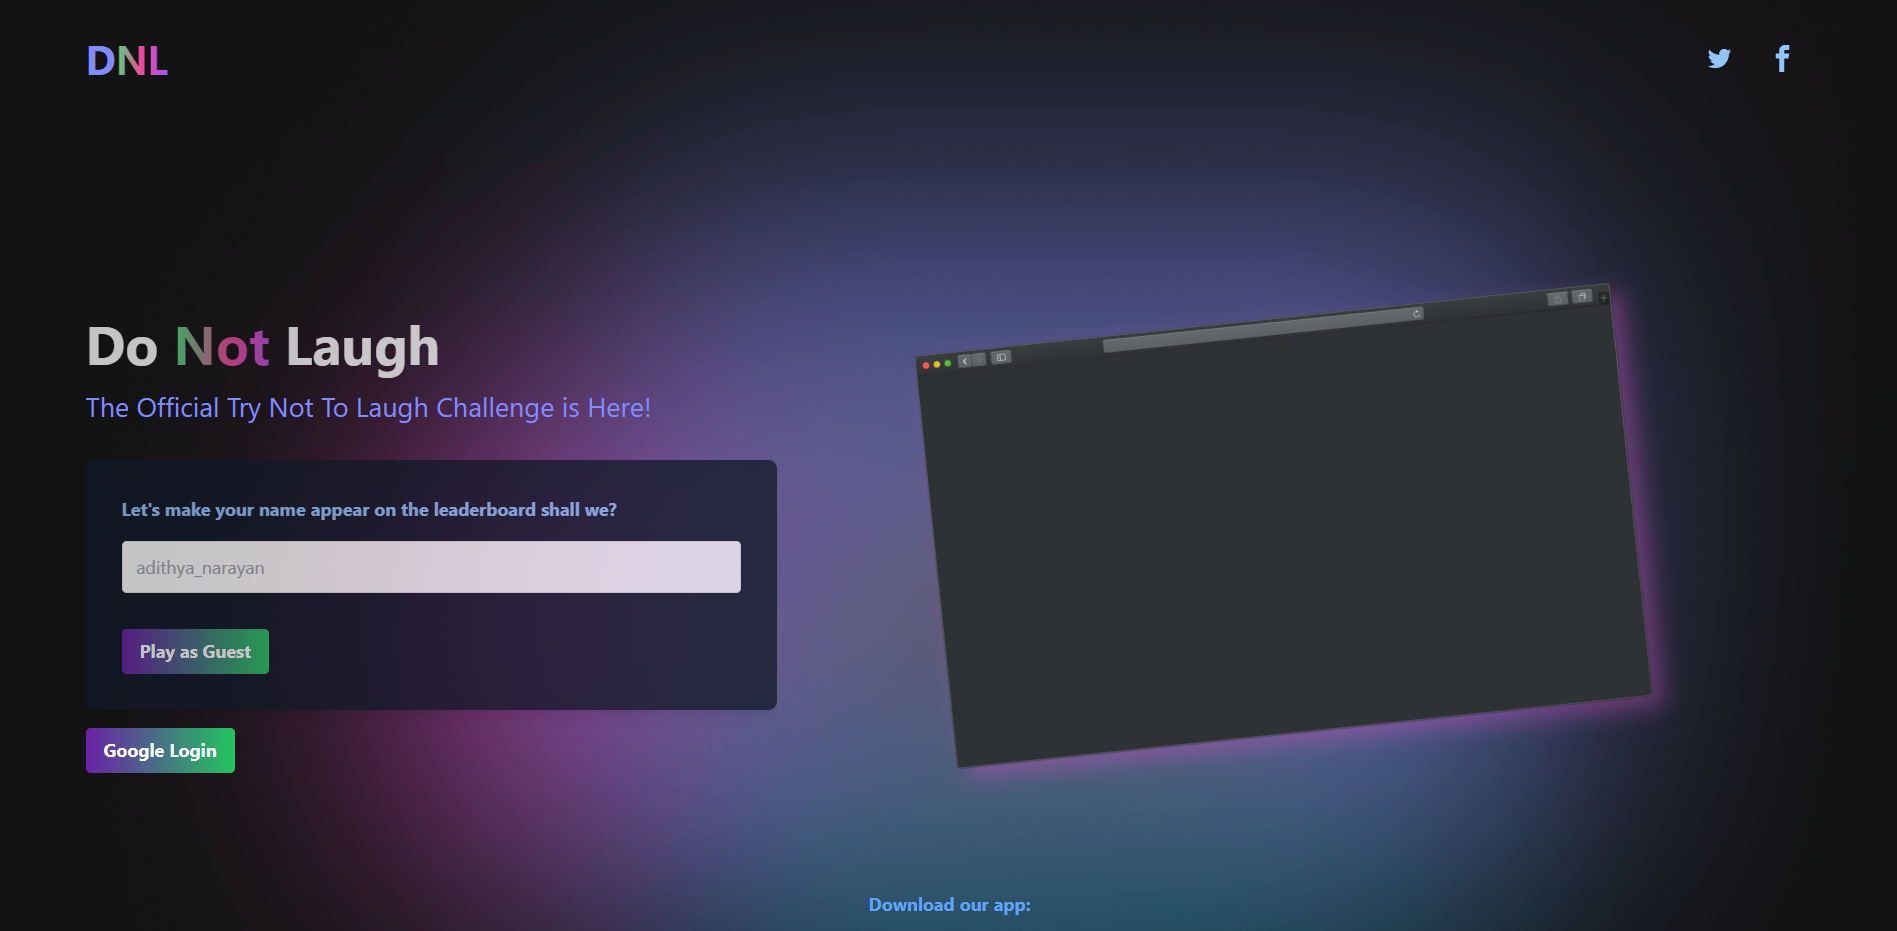 DNL
Do Not Laugh
The Official Try Not To Laugh Challenge is Here!
Let's make your name appear on the leaderboard shall we?
adithya_narayan
Play as Guest
Google Login
Download our app: